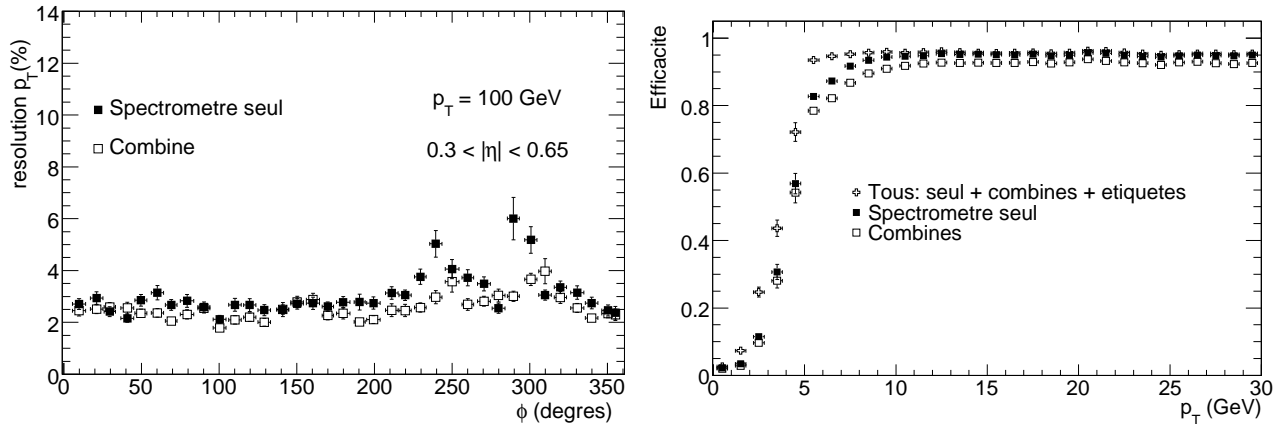 resolution p_T(%)
14
12
10
8
6
4
2
0
Spectrometre seul
Combine
p_T = 100 GeV
0.3 < |η| < 0.65
0 50 100 150 200 250 300 350
ϕ (degres)
Efficacite
1
0.8
0.6
0.4
0.2
0
Tous: seul + combines + etiquetes
Spectrometre seul
Combines
0 5 10 15 20 25 30
p_T (GeV)